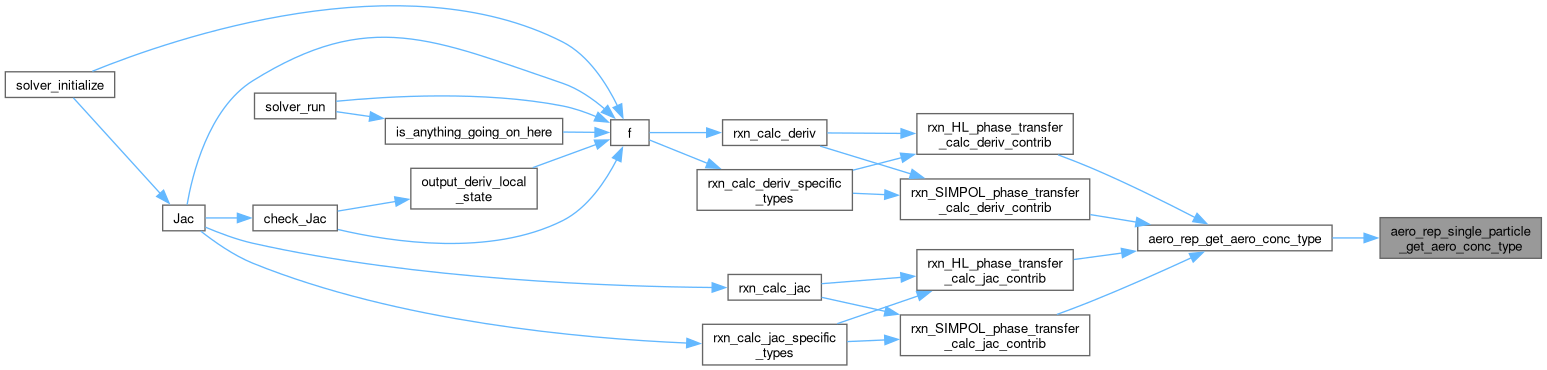 solver_initialize
solver_run
is_anything_going_on_here
output_deriv_local
_state
Jac
check_Jac
f
rxn_calc_deriv
rxn_calc_deriv_specific
_types
rxn_calc_jac
rxn_calc_jac_specific
_types
rxn_HL_phase_transfer
_calc_deriv_contrib
rxn_SIMPOL_phase_transfer
_calc_deriv_contrib
rxn_HL_phase_transfer
_calc_jac_contrib
rxn_SIMPOL_phase_transfer
_calc_jac_contrib
aero_rep_get_aero_conc_type
aero_rep_single_particle
_get_aero_conc_type